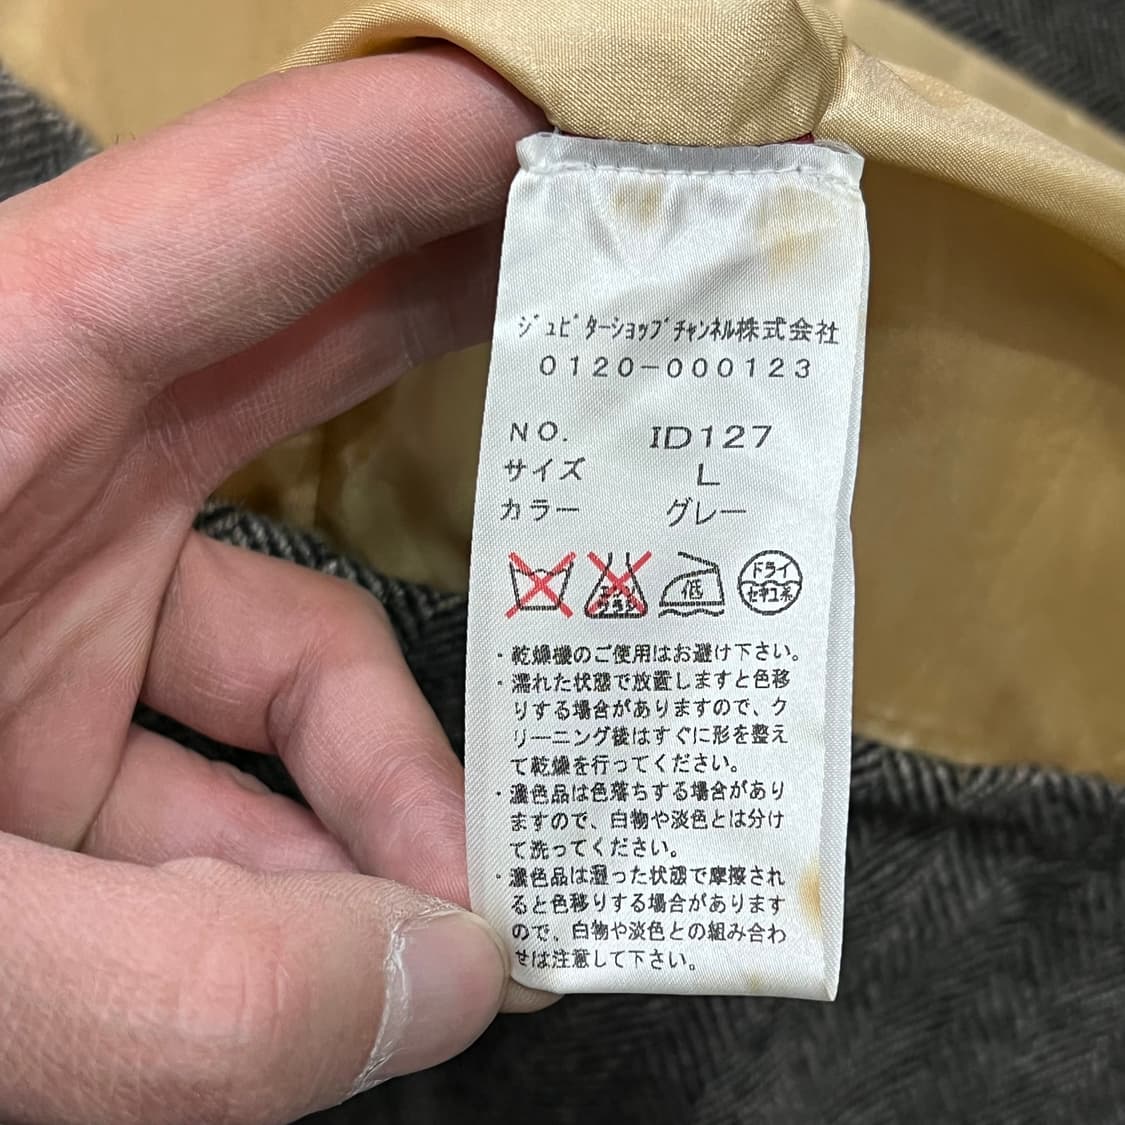 ジュピターショップチャンネル株式会社
0120-000123
NO. ID127
サイズ L
カラー グレー
エンソ サラシ 低 ドライ セキユ系
・乾燥機のご使用はお避け下さい。
・濡れた状態で放置しますと色移
りする場合がありますので、ク
リーニング後はすぐに形を整え
て乾燥を行ってください。
・濃色品は色落ちする場合があり
ますので、白物や淡色とは分け
て洗ってください。
・濃色品は湿った状態で摩擦され
ると色移りする場合があります
ので、白物や淡色との組み合わ
せは注意して下さい。